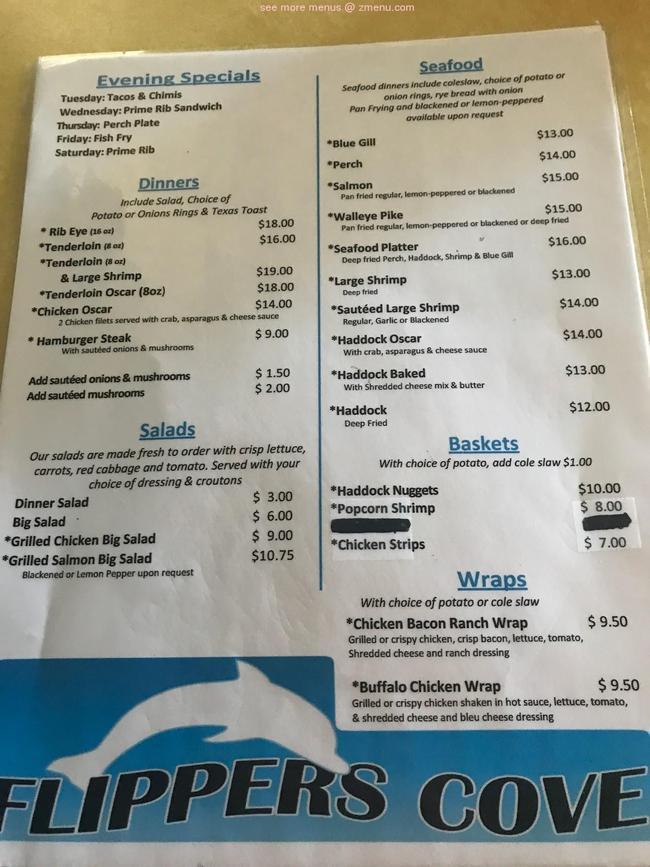 see more menus @ zmenu.com
Evening Specials
Tuesday: Tacos & Chimis
Wednesday: Prime Rib Sandwich
Thursday: Perch Plate
Friday: Fish Fry
Saturday: Prime Rib
Dinners
Include Salad, Choice of
Potato or Onions Rings & Texas Toast
* Rib Eye (16 oz) $18.00
*Tenderloin (8 oz) $16.00
*Tenderloin (8 oz)
& Large Shrimp $19.00
*Tenderloin Oscar (8oz) $18.00
*Chicken Oscar $14.00
2 Chicken filets served with crab, asparagus & cheese sauce
* Hamburger Steak $ 9.00
With sautéed onions & mushrooms
Add sautéed onions & mushrooms $ 1.50
Add sautéed mushrooms $ 2.00
Salads
Our salads are made fresh to order with crisp lettuce,
carrots, red cabbage and tomato. Served with your
choice of dressing & croutons
Dinner Salad $ 3.00
Big Salad $ 6.00
*Grilled Chicken Big Salad $ 9.00
*Grilled Salmon Big Salad $10.75
Blackened or Lemon Pepper upon request
Seafood
Seafood dinners include coleslaw, choice of potato or
onion rings, rye bread with onion
Pan Frying and blackened or lemon-peppered
available upon request
*Blue Gill $13.00
*Perch $14.00
*Salmon $15.00
Pan fried regular, lemon-peppered or blackened
*Walleye Pike $15.00
Pan fried regular, lemon-peppered or blackened or deep fried
*Seafood Platter $16.00
Deep fried Perch, Haddock, Shrimp & Blue Gill
*Large Shrimp $13.00
Deep fried
*Sautéed Large Shrimp $14.00
Regular, Garlic or Blackened
*Haddock Oscar $14.00
With crab, asparagus & cheese sauce
*Haddock Baked $13.00
With Shredded cheese mix & butter
*Haddock $12.00
Deep Fried
Baskets
With choice of potato, add cole slaw $1.00
*Haddock Nuggets $10.00
*Popcorn Shrimp $ 8.00
*Chicken Strips $ 7.00
Wraps
With choice of potato or cole slaw
*Chicken Bacon Ranch Wrap $ 9.50
Grilled or crispy chicken, crisp bacon, lettuce, tomato,
Shredded cheese and ranch dressing
*Buffalo Chicken Wrap $ 9.50
Grilled or crispy chicken shaken in hot sauce, lettuce, tomato,
& shredded cheese and bleu cheese dressing
FLIPPERS COVE